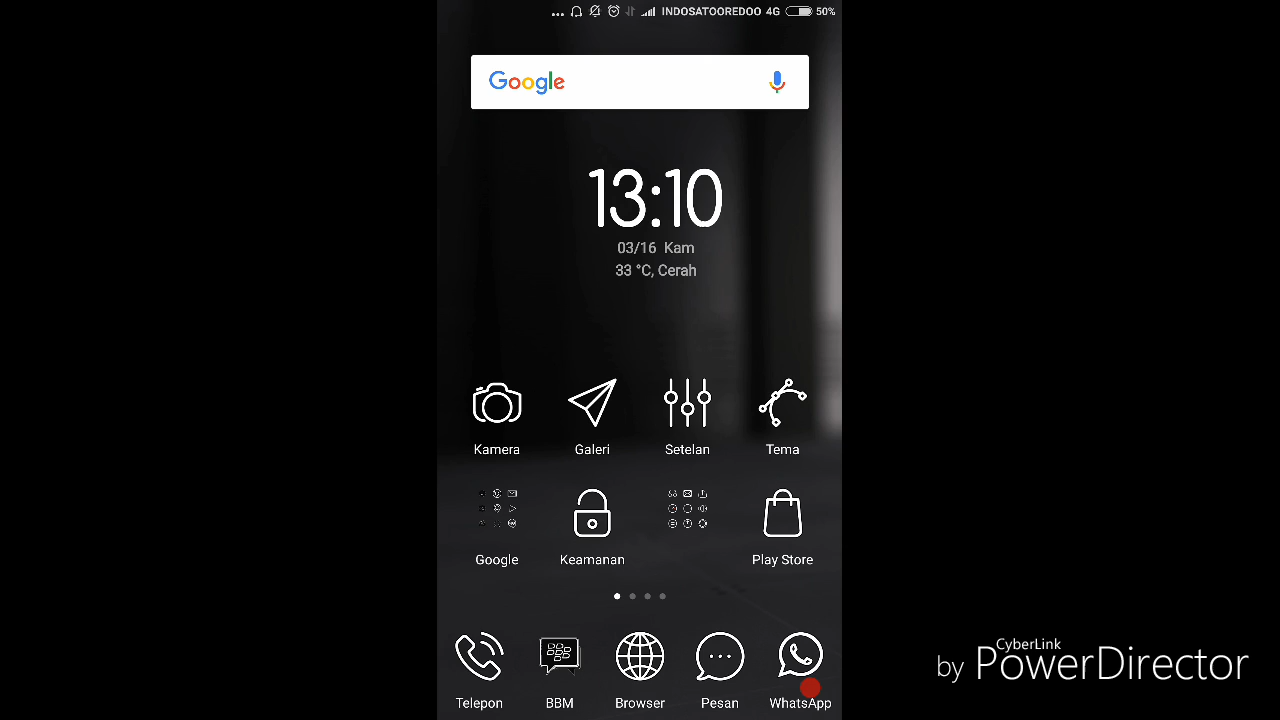 INDOSATOOREDOO 4G 50%
Google
13:10
03/16 Kam
33 °C, Cerah
Kamera Galeri Setelan Tema
Google Keamanan Play Store
Telepon BBM Browser Pesan WhatsApp
by CyberLink PowerDirector